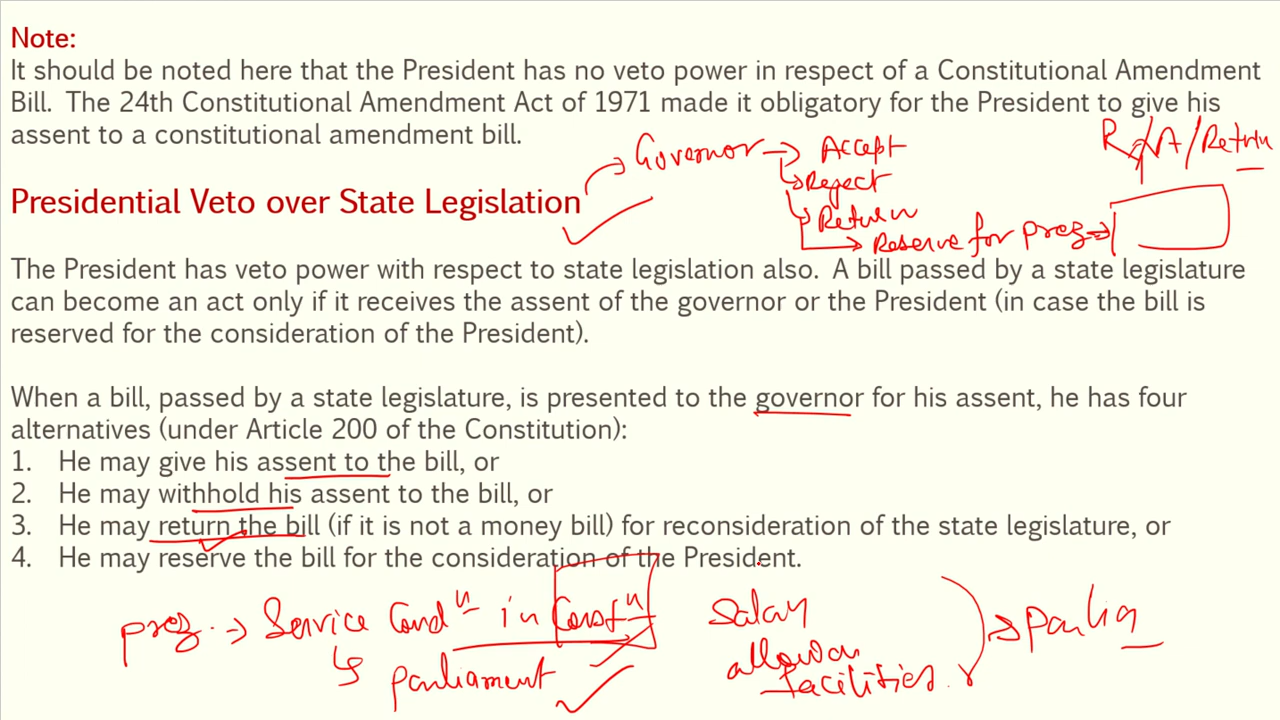 Note:
It should be noted here that the President has no veto power in respect of a Constitutional Amendment
Bill. The 24th Constitutional Amendment Act of 1971 made it obligatory for the President to give his
assent to a constitutional amendment bill.
Governor → Accept
Reject
Return
Reserve for prez →
R/A/Return
Presidential Veto over State Legislation
The President has veto power with respect to state legislation also. A bill passed by a state legislature
can become an act only if it receives the assent of the governor or the President (in case the bill is
reserved for the consideration of the President).
When a bill, passed by a state legislature, is presented to the governor for his assent, he has four
alternatives (under Article 200 of the Constitution):
1. He may give his assent to the bill, or
2. He may withhold his assent to the bill, or
3. He may return the bill (if it is not a money bill) for reconsideration of the state legislature, or
4. He may reserve the bill for the consideration of the President.
prez. → Service Condn in Constn
parliament
Salary
facilities